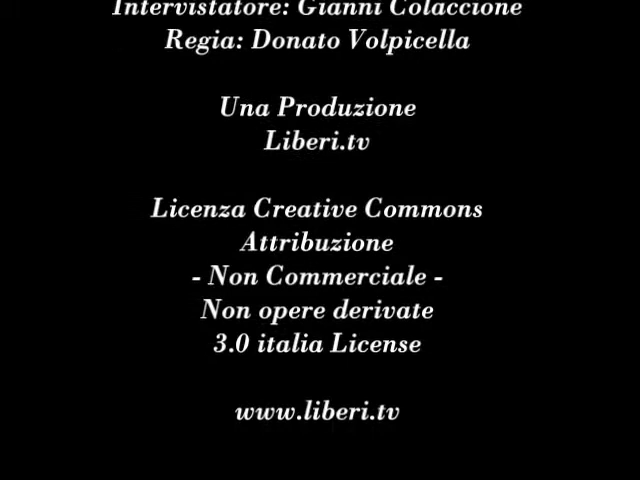 Intervistatore: Gianni Colaccione
Regia: Donato Volpicella
Una Produzione
Liberi.tv
Licenza Creative Commons
Attribuzione
- Non Commerciale -
Non opere derivate
3.0 italia License
www.liberi.tv